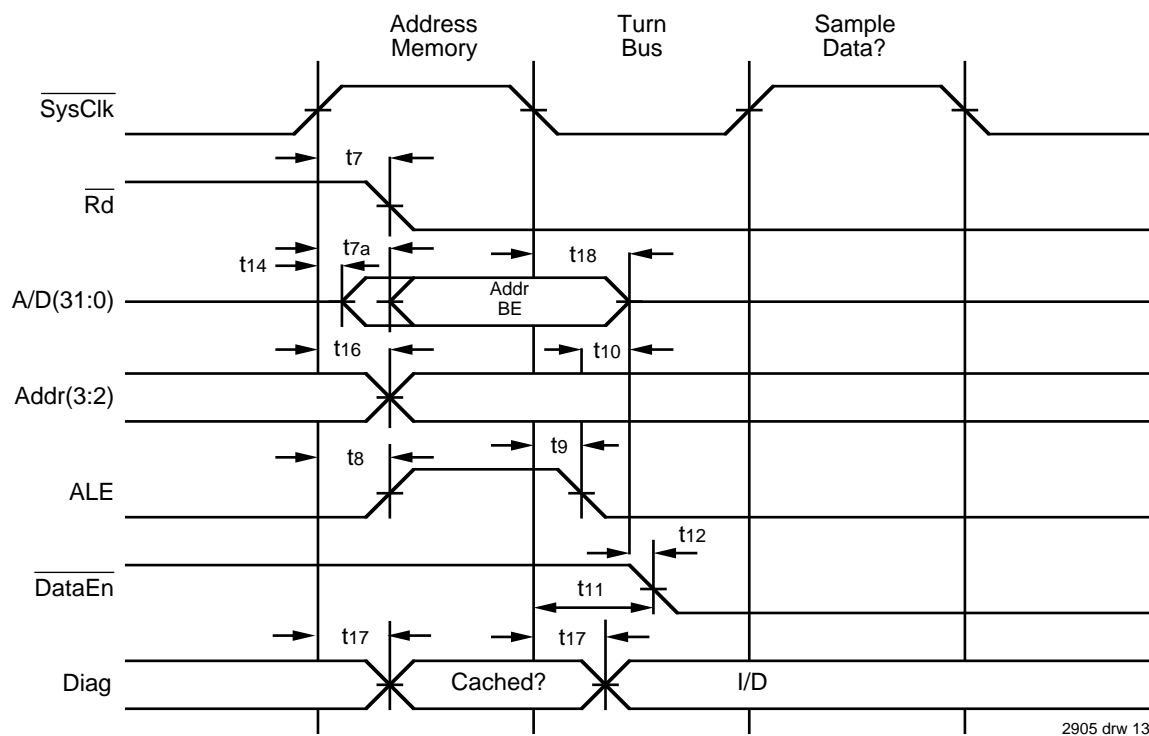 Address
Memory
Turn
Bus
Sample
Data?
SysClk
t7
Rd
t7a
t14
t18
A/D(31:0)
Addr
BE
t16
t10
Addr(3:2)
t9
t8
ALE
t12
DataEn
t11
t17
t17
Diag
Cached?
I/D
2905 drw 13